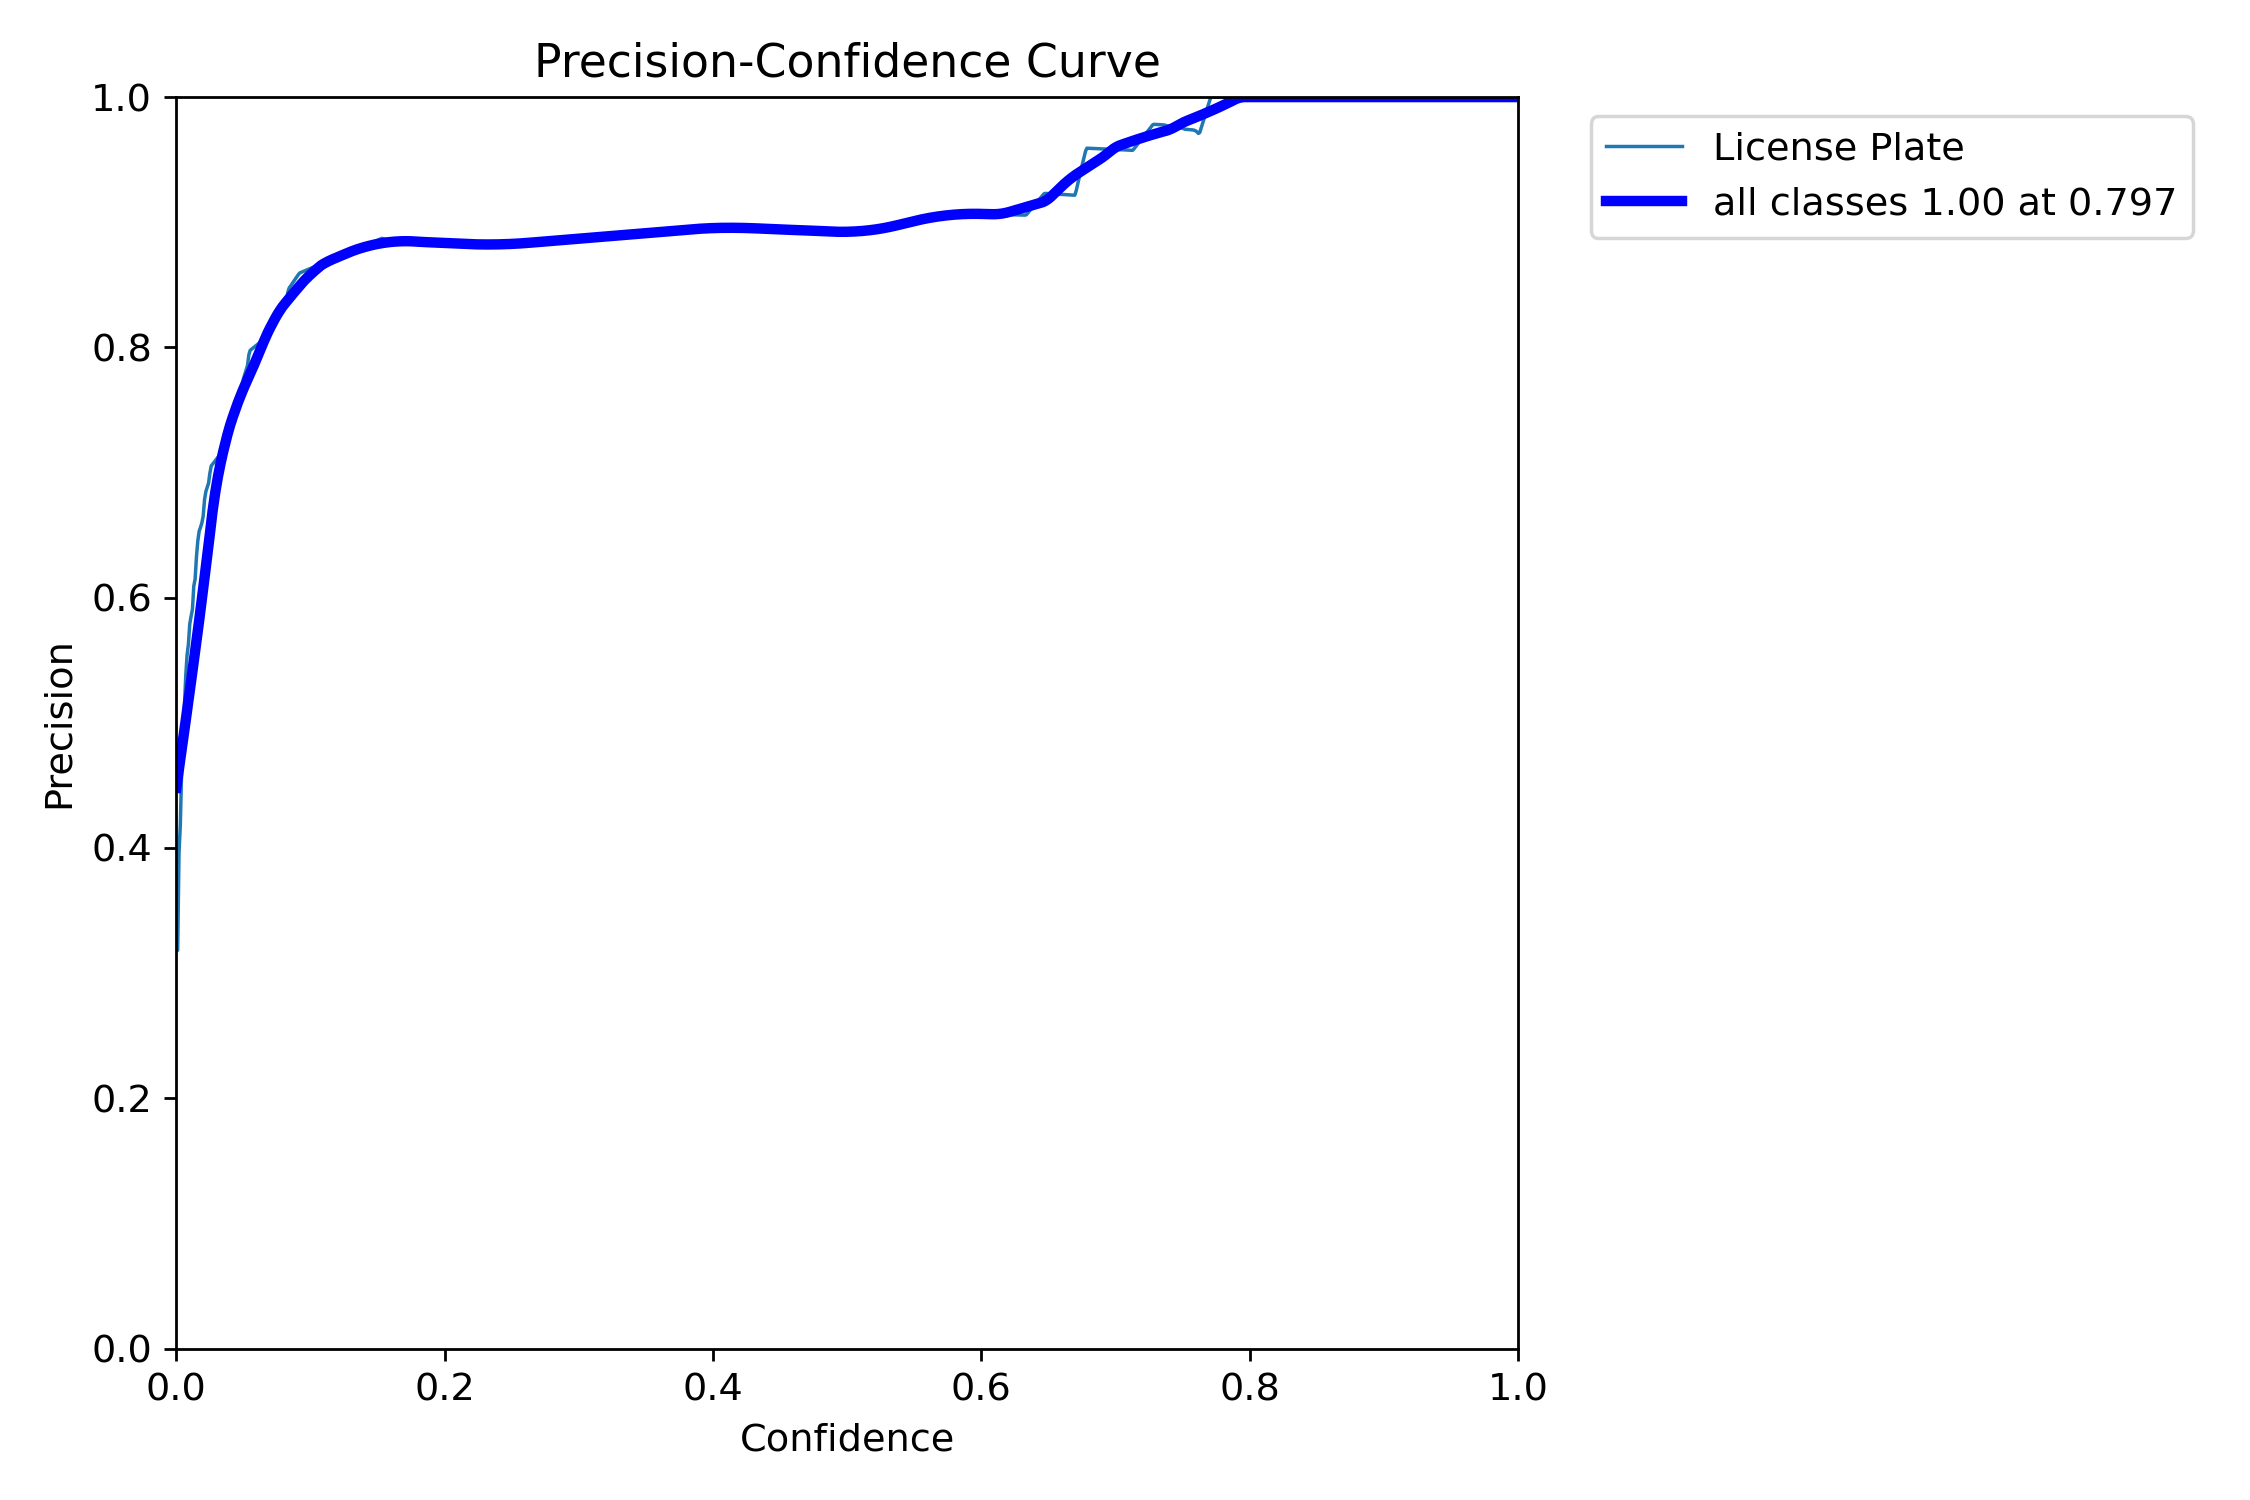 Precision-Confidence Curve
1.0
0.8
0.6
0.4
0.2
0.0
Precision
0.0 0.2 0.4 0.6 0.8 1.0
Confidence
License Plate
all classes 1.00 at 0.797